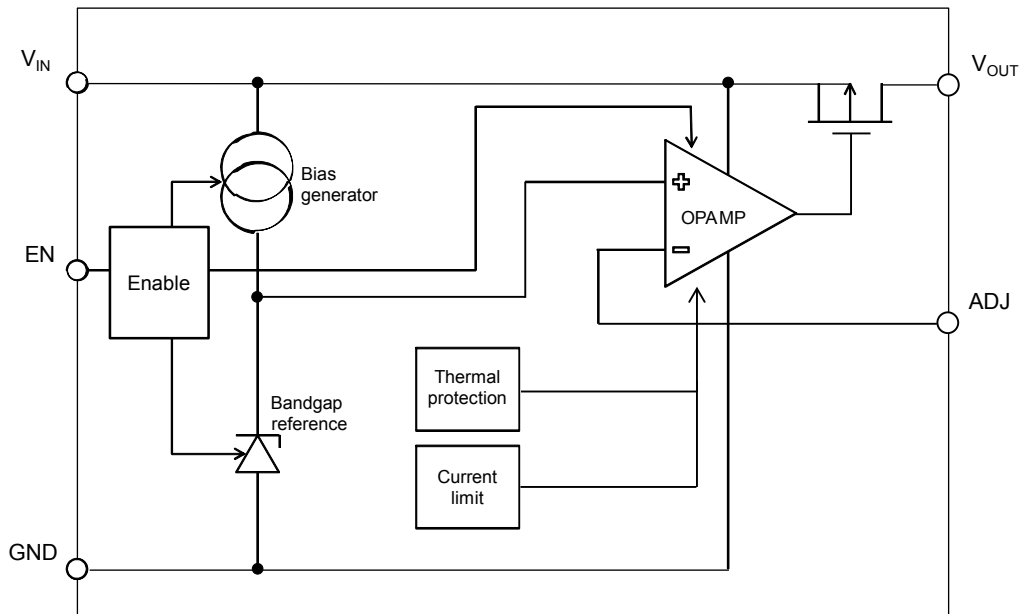 VIN
VOUT
Bias
generator
OPAMP
EN
Enable
ADJ
Thermal
protection
Bandgap
reference
Current
limit
GND